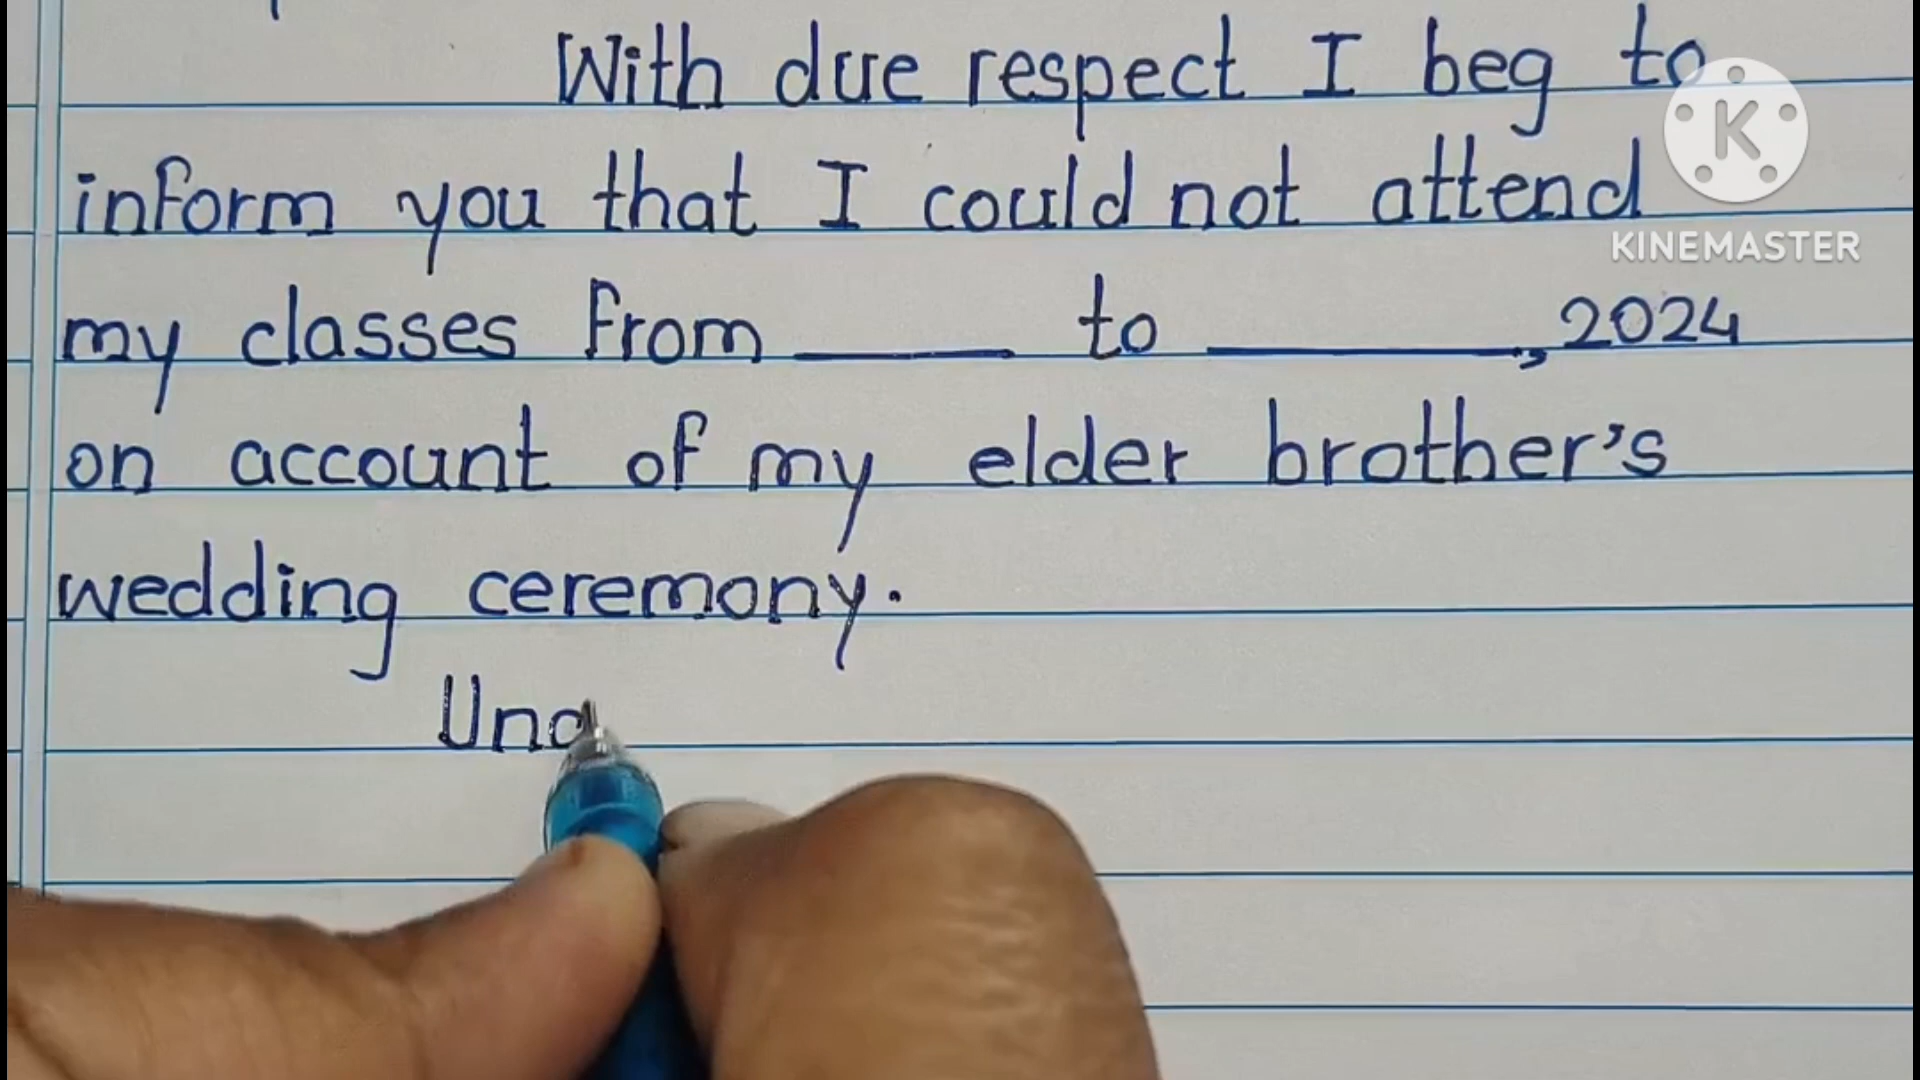 With due respect I beg to
inform you that I could not attend
my classes from ____ to ______, 2024
on account of my elder brother's
wedding ceremony.
K
KINEMASTER